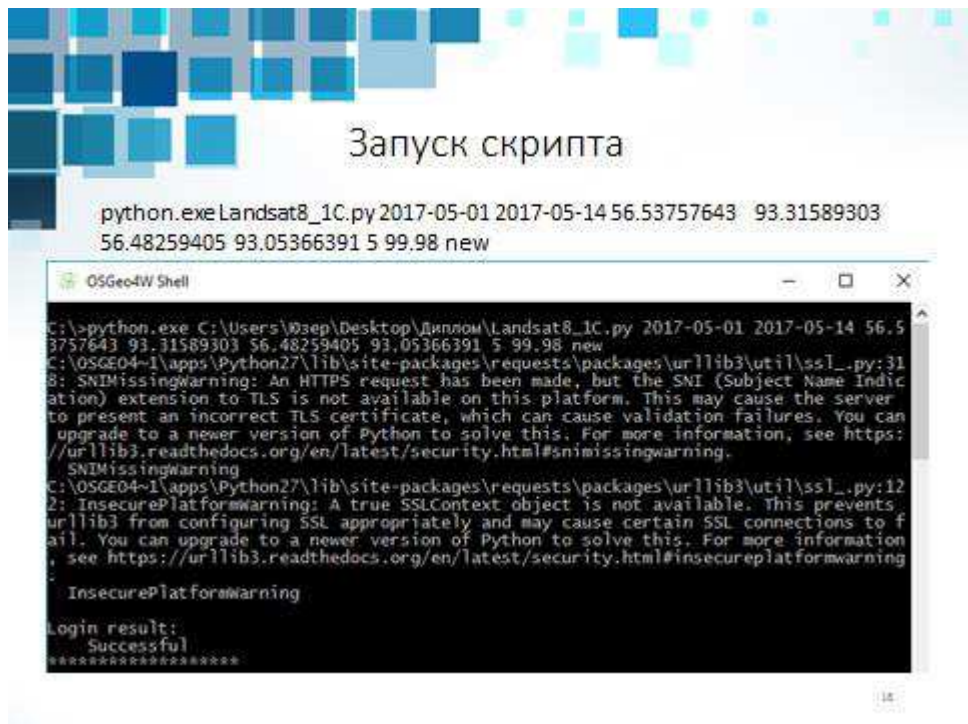 Запуск скрипта
python.exe Landsat8_1C.py 2017-05-01 2017-05-14 56.53757643 93.31589303
56.48259405 93.05366391 5 99.98 new
OSGeo4W Shell
C:\>python.exe C:\Users\Юзер\Desktop\Диплом\Landsat8_1C.py 2017-05-01 2017-05-14 56.5
3757643 93.31589303 56.48259405 93.05366391 5 99.98 new
C:\OSGEO4~1\apps\Python27\lib\site-packages\requests\packages\urllib3\util\ssl_.py:31
8: SNIMissingWarning: An HTTPS request has been made, but the SNI (Subject Name Indic
ation) extension to TLS is not available on this platform. This may cause the server
to present an incorrect TLS certificate, which can cause validation failures. You can
upgrade to a newer version of Python to solve this. For more information, see https:
//urllib3.readthedocs.org/en/latest/security.html#snimissingwarning.
SNIMissingWarning
C:\OSGEO4~1\apps\Python27\lib\site-packages\requests\packages\urllib3\util\ssl_.py:12
2: InsecurePlatformWarning: A true SSLContext object is not available. This prevents
urllib3 from configuring SSL appropriately and may cause certain SSL connections to f
ail. You can upgrade to a newer version of Python to solve this. For more information
, see https://urllib3.readthedocs.org/en/latest/security.html#insecureplatformwarning
.
InsecurePlatformWarning
Login result:
Successful
********************